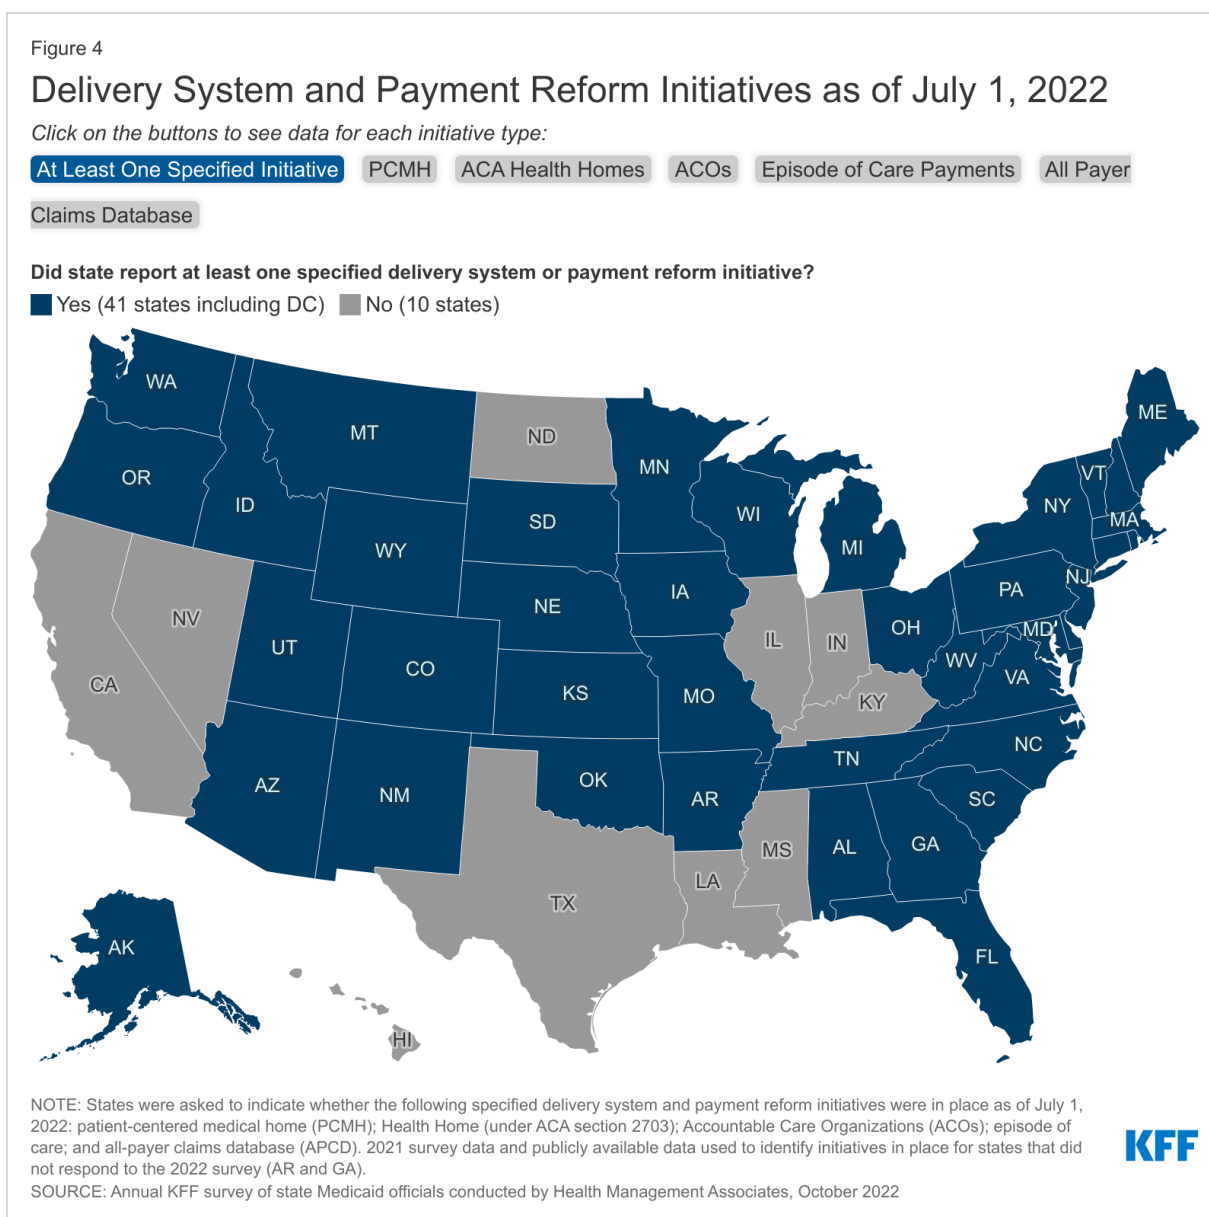 Figure 4
Delivery System and Payment Reform Initiatives as of July 1, 2022
Click on the buttons to see data for each initiative type:
At Least One Specified Initiative PCMH ACA Health Homes ACOs Episode of Care Payments All Payer
Claims Database
Did state report at least one specified delivery system or payment reform initiative?
Yes (41 states including DC) No (10 states)
WA
ME
MT
ND
MN
VT
OR
ID
NY
SD
WI
MA
WY
MI
NJ
PA
IA
NE
NV
OH
MD
IL
IN
UT
WV
CO
VA
CA
KS
MO
KY
NC
TN
AZ
OK
NM
AR
SC
AL
GA
MS
LA
TX
AK
FL
HI
NOTE: States were asked to indicate whether the following specified delivery system and payment reform initiatives were in place as of July 1,
2022: patient-centered medical home (PCMH); Health Home (under ACA section 2703); Accountable Care Organizations (ACOs); episode of
care; and all-payer claims database (APCD). 2021 survey data and publicly available data used to identify initiatives in place for states that did
not respond to the 2022 survey (AR and GA).
SOURCE: Annual KFF survey of state Medicaid officials conducted by Health Management Associates, October 2022
KFF